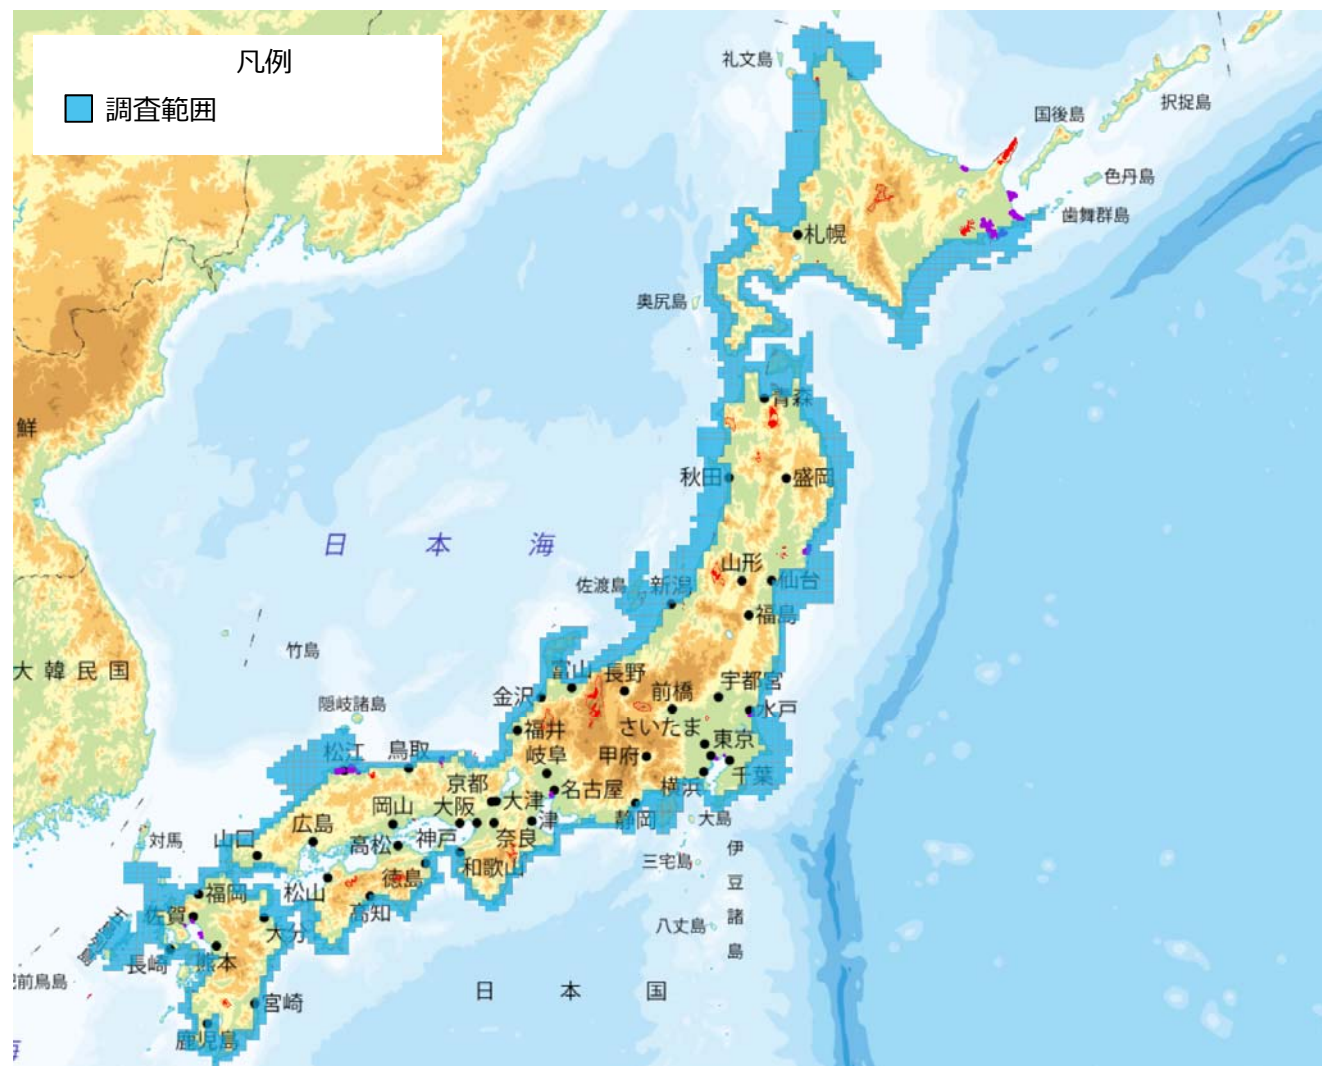 凡例
調査範囲
礼文島
択捉島
国後島
色丹島
歯舞群島
札幌
奥尻島
青森
鮮
秋田
盛岡
日本海
山形
佐渡島
新潟
仙台
福島
竹島
大韓民国
富山
長野
宇都宮
金沢
前橋
水戸
隠岐諸島
さいたま
福井
松江
鳥取
岐阜
甲府
東京
京都
横浜
千葉
大津
名古屋
岡山
大阪
静岡
大島
広島
津
対馬
山口
高松
神戸
奈良
伊豆諸島
三宅島
和歌山
徳島
福岡
松山
佐賀
高知
八丈島
大分
長崎
熊本
日本国
宮崎
鹿児島
海